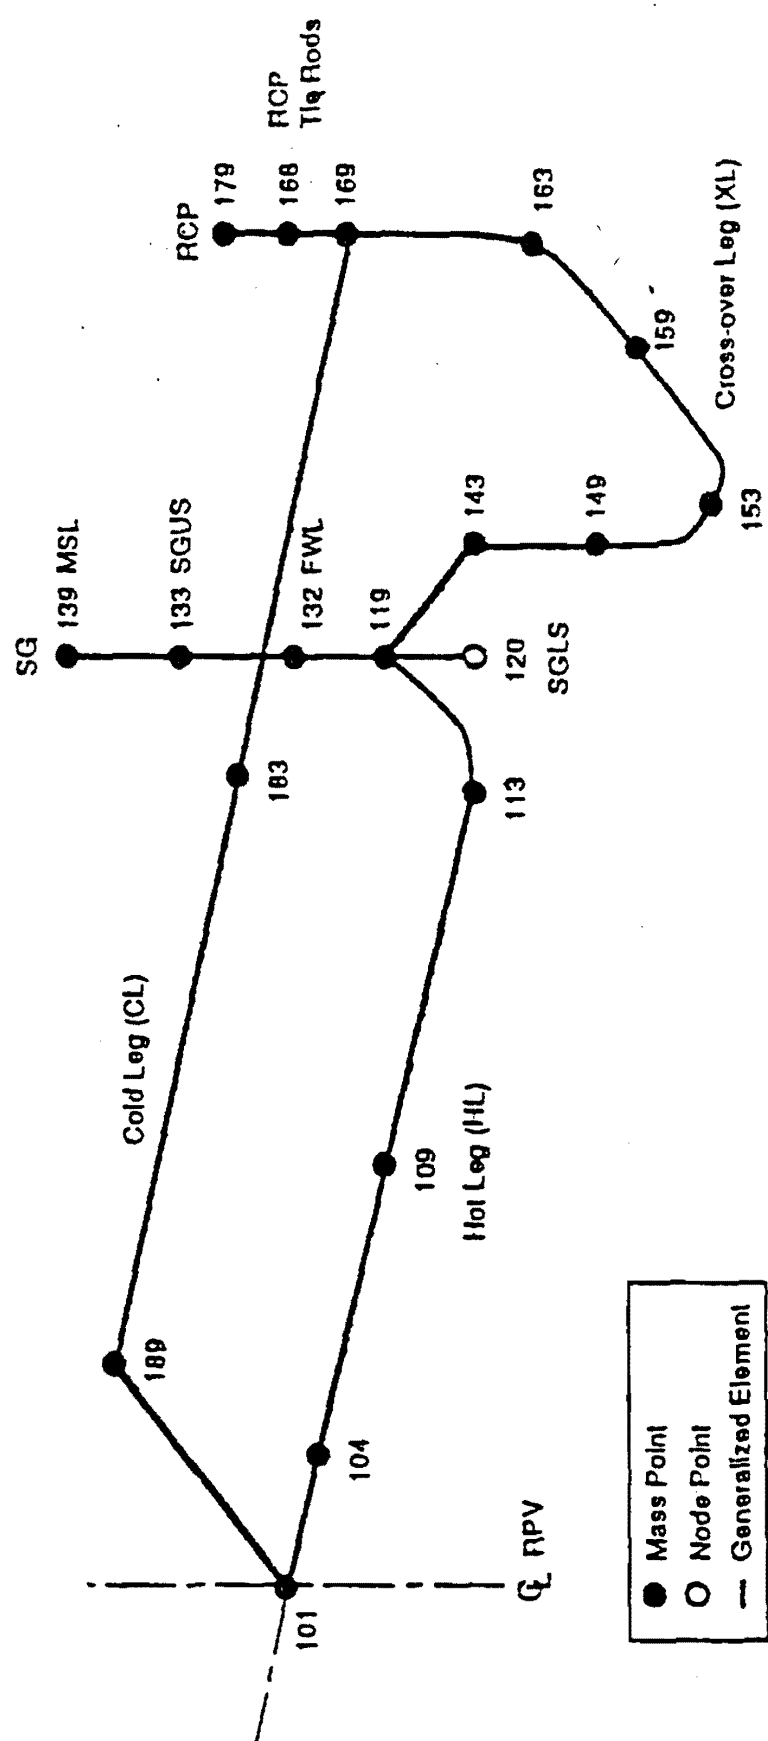 RCP
179
168
169
RCP
Tie Rods
163
159
Cross-over Leg (XL)
153
149
143
SG
139 MSL
133 SGUS
132 FWL
119
120
SGLS
113
183
Cold Leg (CL)
109
Hot Leg (HL)
189
104
101
℄ RPV
Mass Point
Node Point
Generalized Element